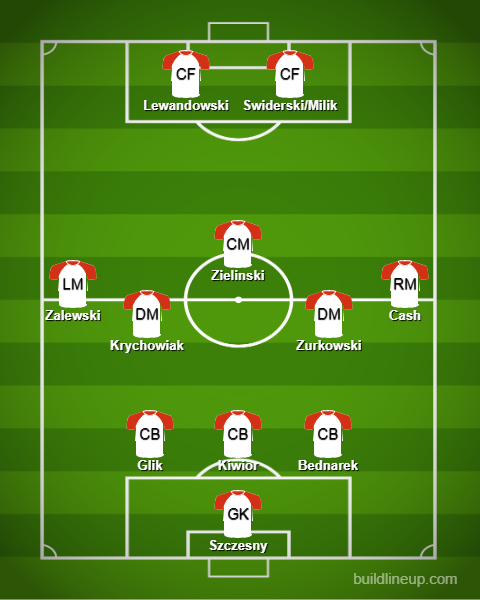 CF
CF
Lewandowski
Swiderski/Milik
CM
Zielinski
LM
RM
Zalewski
Cash
DM
DM
Krychowiak
Zurkowski
CB
CB
CB
Glik
Kiwior
Bednarek
GK
Szczesny
buildlineup.com